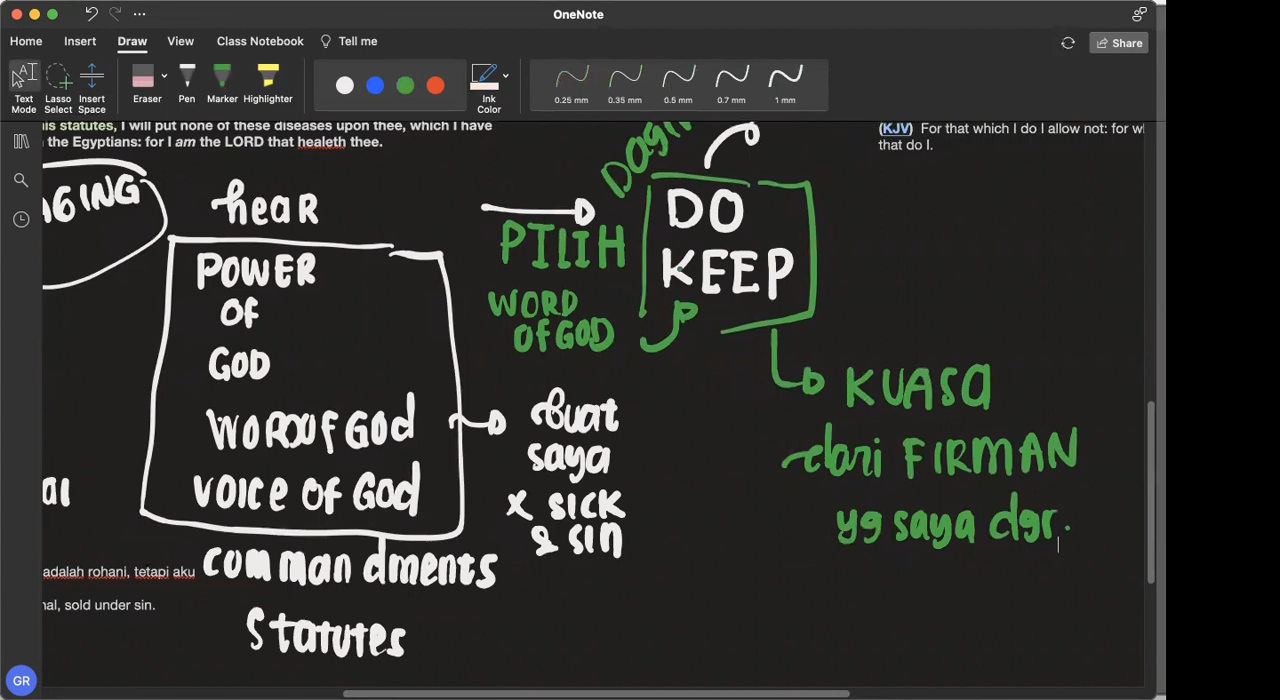 OneNote
Home Insert Draw View Class Notebook Tell me
Share
Text Mode
Lasso Select
Insert Space
Eraser
Pen
Marker
Highlighter
Ink Color
0.25 mm
0.35 mm
0.5 mm
0.7 mm
1 mm
his statutes, I will put none of these diseases upon thee, which I have
the Egyptians: for I am the LORD that healeth thee.
(KJV) For that which I do I allow not: for
that do I.
hear
POWER
OF
GOD
WORD OF GOD
VOICE OF GOD
commandments
Statutes
PILIH
WORD
OF GOD
DO
KEEP
buat
saya
x SICK
& SIN
KUASA
dari FIRMAN
yg saya dgr.
adalah rohani, tetapi aku
sold under sin.
GR